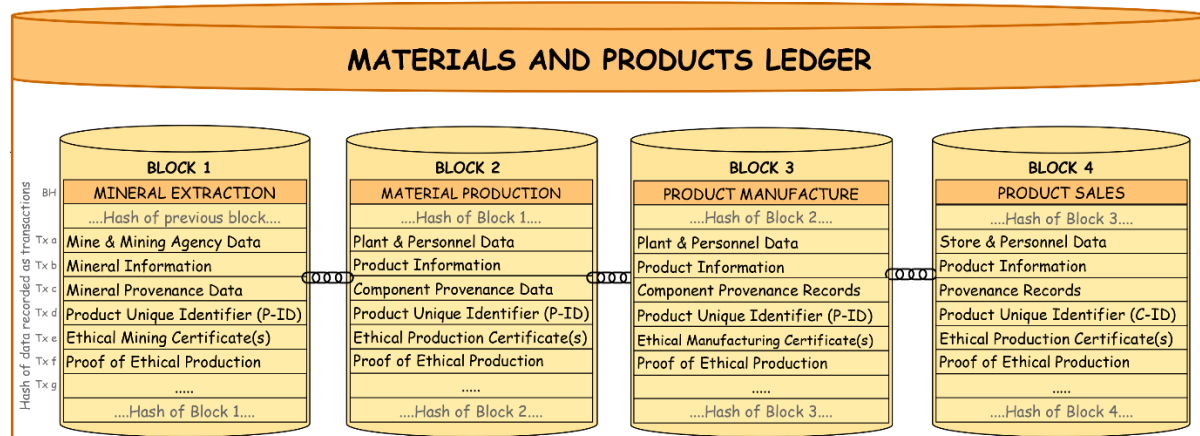 MATERIALS AND PRODUCTS LEDGER
Hash of data recorded as transactions
BH
Tx a
Tx b
Tx c
Tx d
Tx e
Tx f
Tx g
BLOCK 1
MINERAL EXTRACTION
....Hash of previous block....
Mine & Mining Agency Data
Mineral Information
Mineral Provenance Data
Product Unique Identifier (P-ID)
Ethical Mining Certificate(s)
Proof of Ethical Production
.....
....Hash of Block 1....
BLOCK 2
MATERIAL PRODUCTION
....Hash of Block 1....
Plant & Personnel Data
Product Information
Component Provenance Data
Product Unique Identifier (P-ID)
Ethical Production Certificate(s)
Proof of Ethical Production
.....
....Hash of Block 2....
BLOCK 3
PRODUCT MANUFACTURE
....Hash of Block 2....
Plant & Personnel Data
Product Information
Component Provenance Records
Product Unique Identifier (P-ID)
Ethical Manufacturing Certificate(s)
Proof of Ethical Production
.....
....Hash of Block 3....
BLOCK 4
PRODUCT SALES
....Hash of Block 3....
Store & Personnel Data
Product Information
Provenance Records
Product Unique Identifier (C-ID)
Ethical Production Certificate(s)
Proof of Ethical Production
.....
....Hash of Block 4....